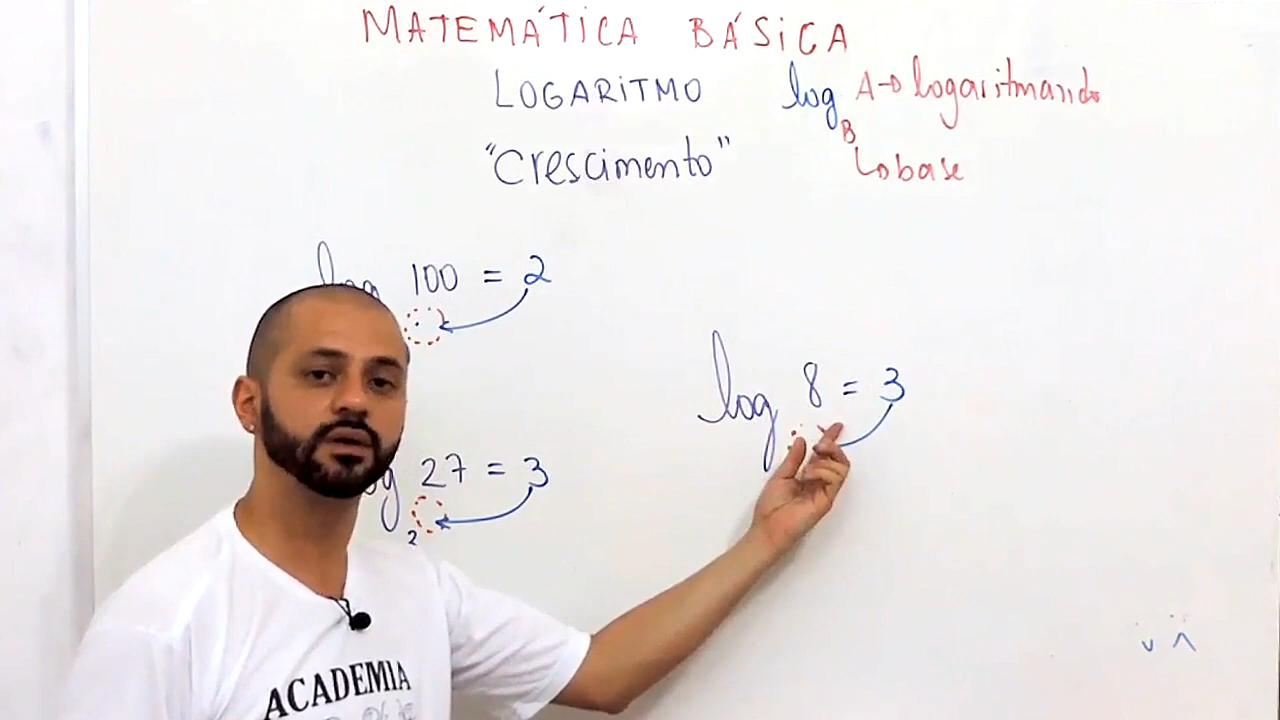 MATEMÁTICA BÁSICA
LOGARITMO
"Crescimento"
log A→logaritmando
B
↳base
log 100 = 2
log 8 = 3
27 = 3
2
ACADEMIA